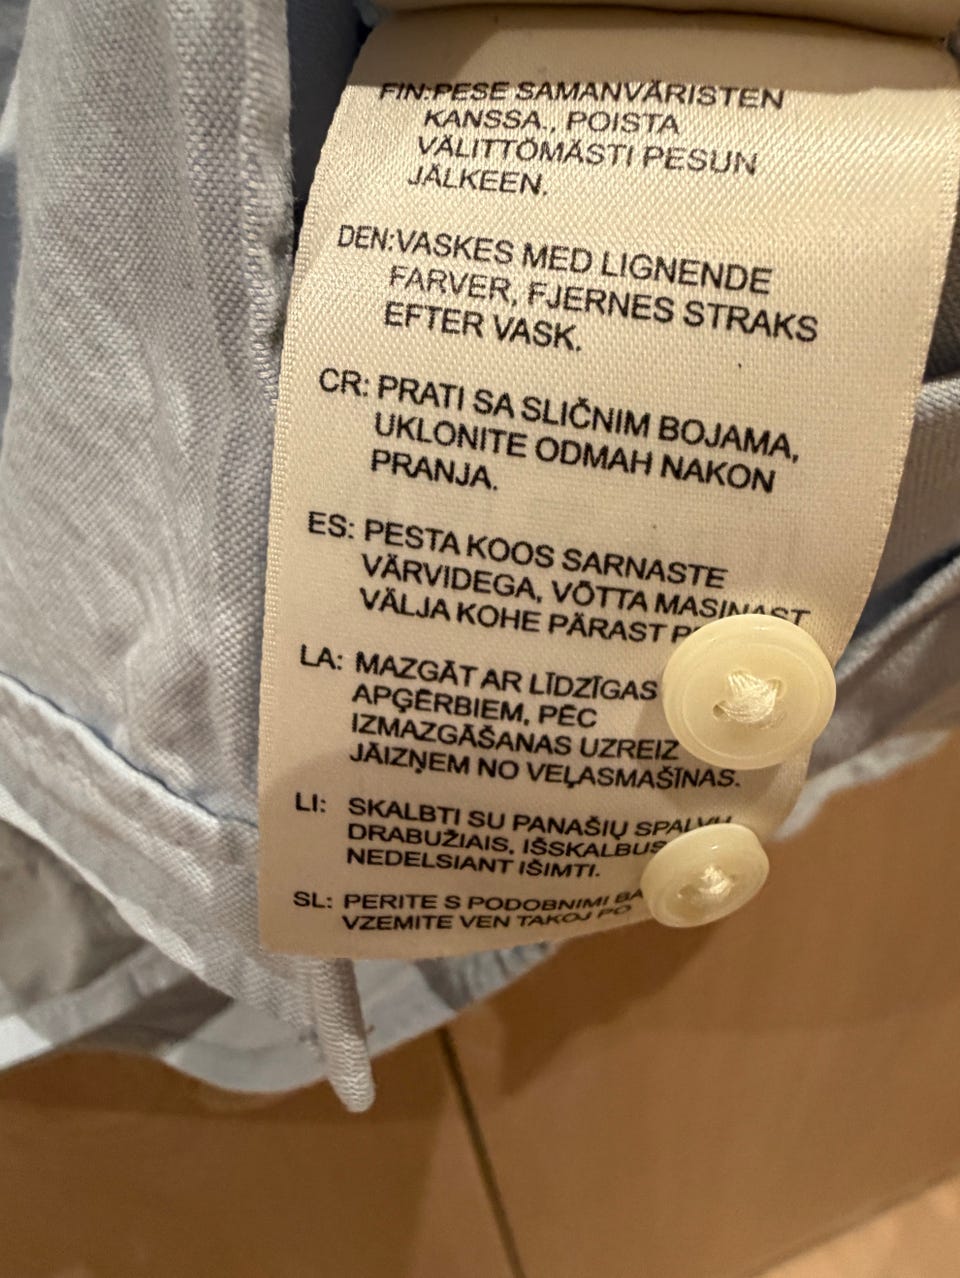 FIN:PESE SAMANVÄRISTEN
KANSSA., POISTA
VÄLITTÖMÄSTI PESUN
JÄLKEEN.
DEN:VASKES MED LIGNENDE
FARVER, FJERNES STRAKS
EFTER VASK.
CR: PRATI SA SLIČNIM BOJAMA,
UKLONITE ODMAH NAKON
PRANJA.
ES: PESTA KOOS SARNASTE
VÄRVIDEGA, VÕTTA MASINAST
VÄLJA KOHE PÄRAST
LA: MAZGĀT AR LĪDZĪGAS
APĢĒRBIEM, PĒC
IZMAZGĀŠANAS UZREIZ
JĀIZŅEM NO VEĻASMAŠĪNAS.
LI: SKALBTI SU PANAŠIŲ SPALVŲ
DRABUŽIAIS, IŠSKALBUS
NEDELSIANT IŠIMTI.
SL: PERITE S PODOBNIMI
VZEMITE VEN TAKOJ PO